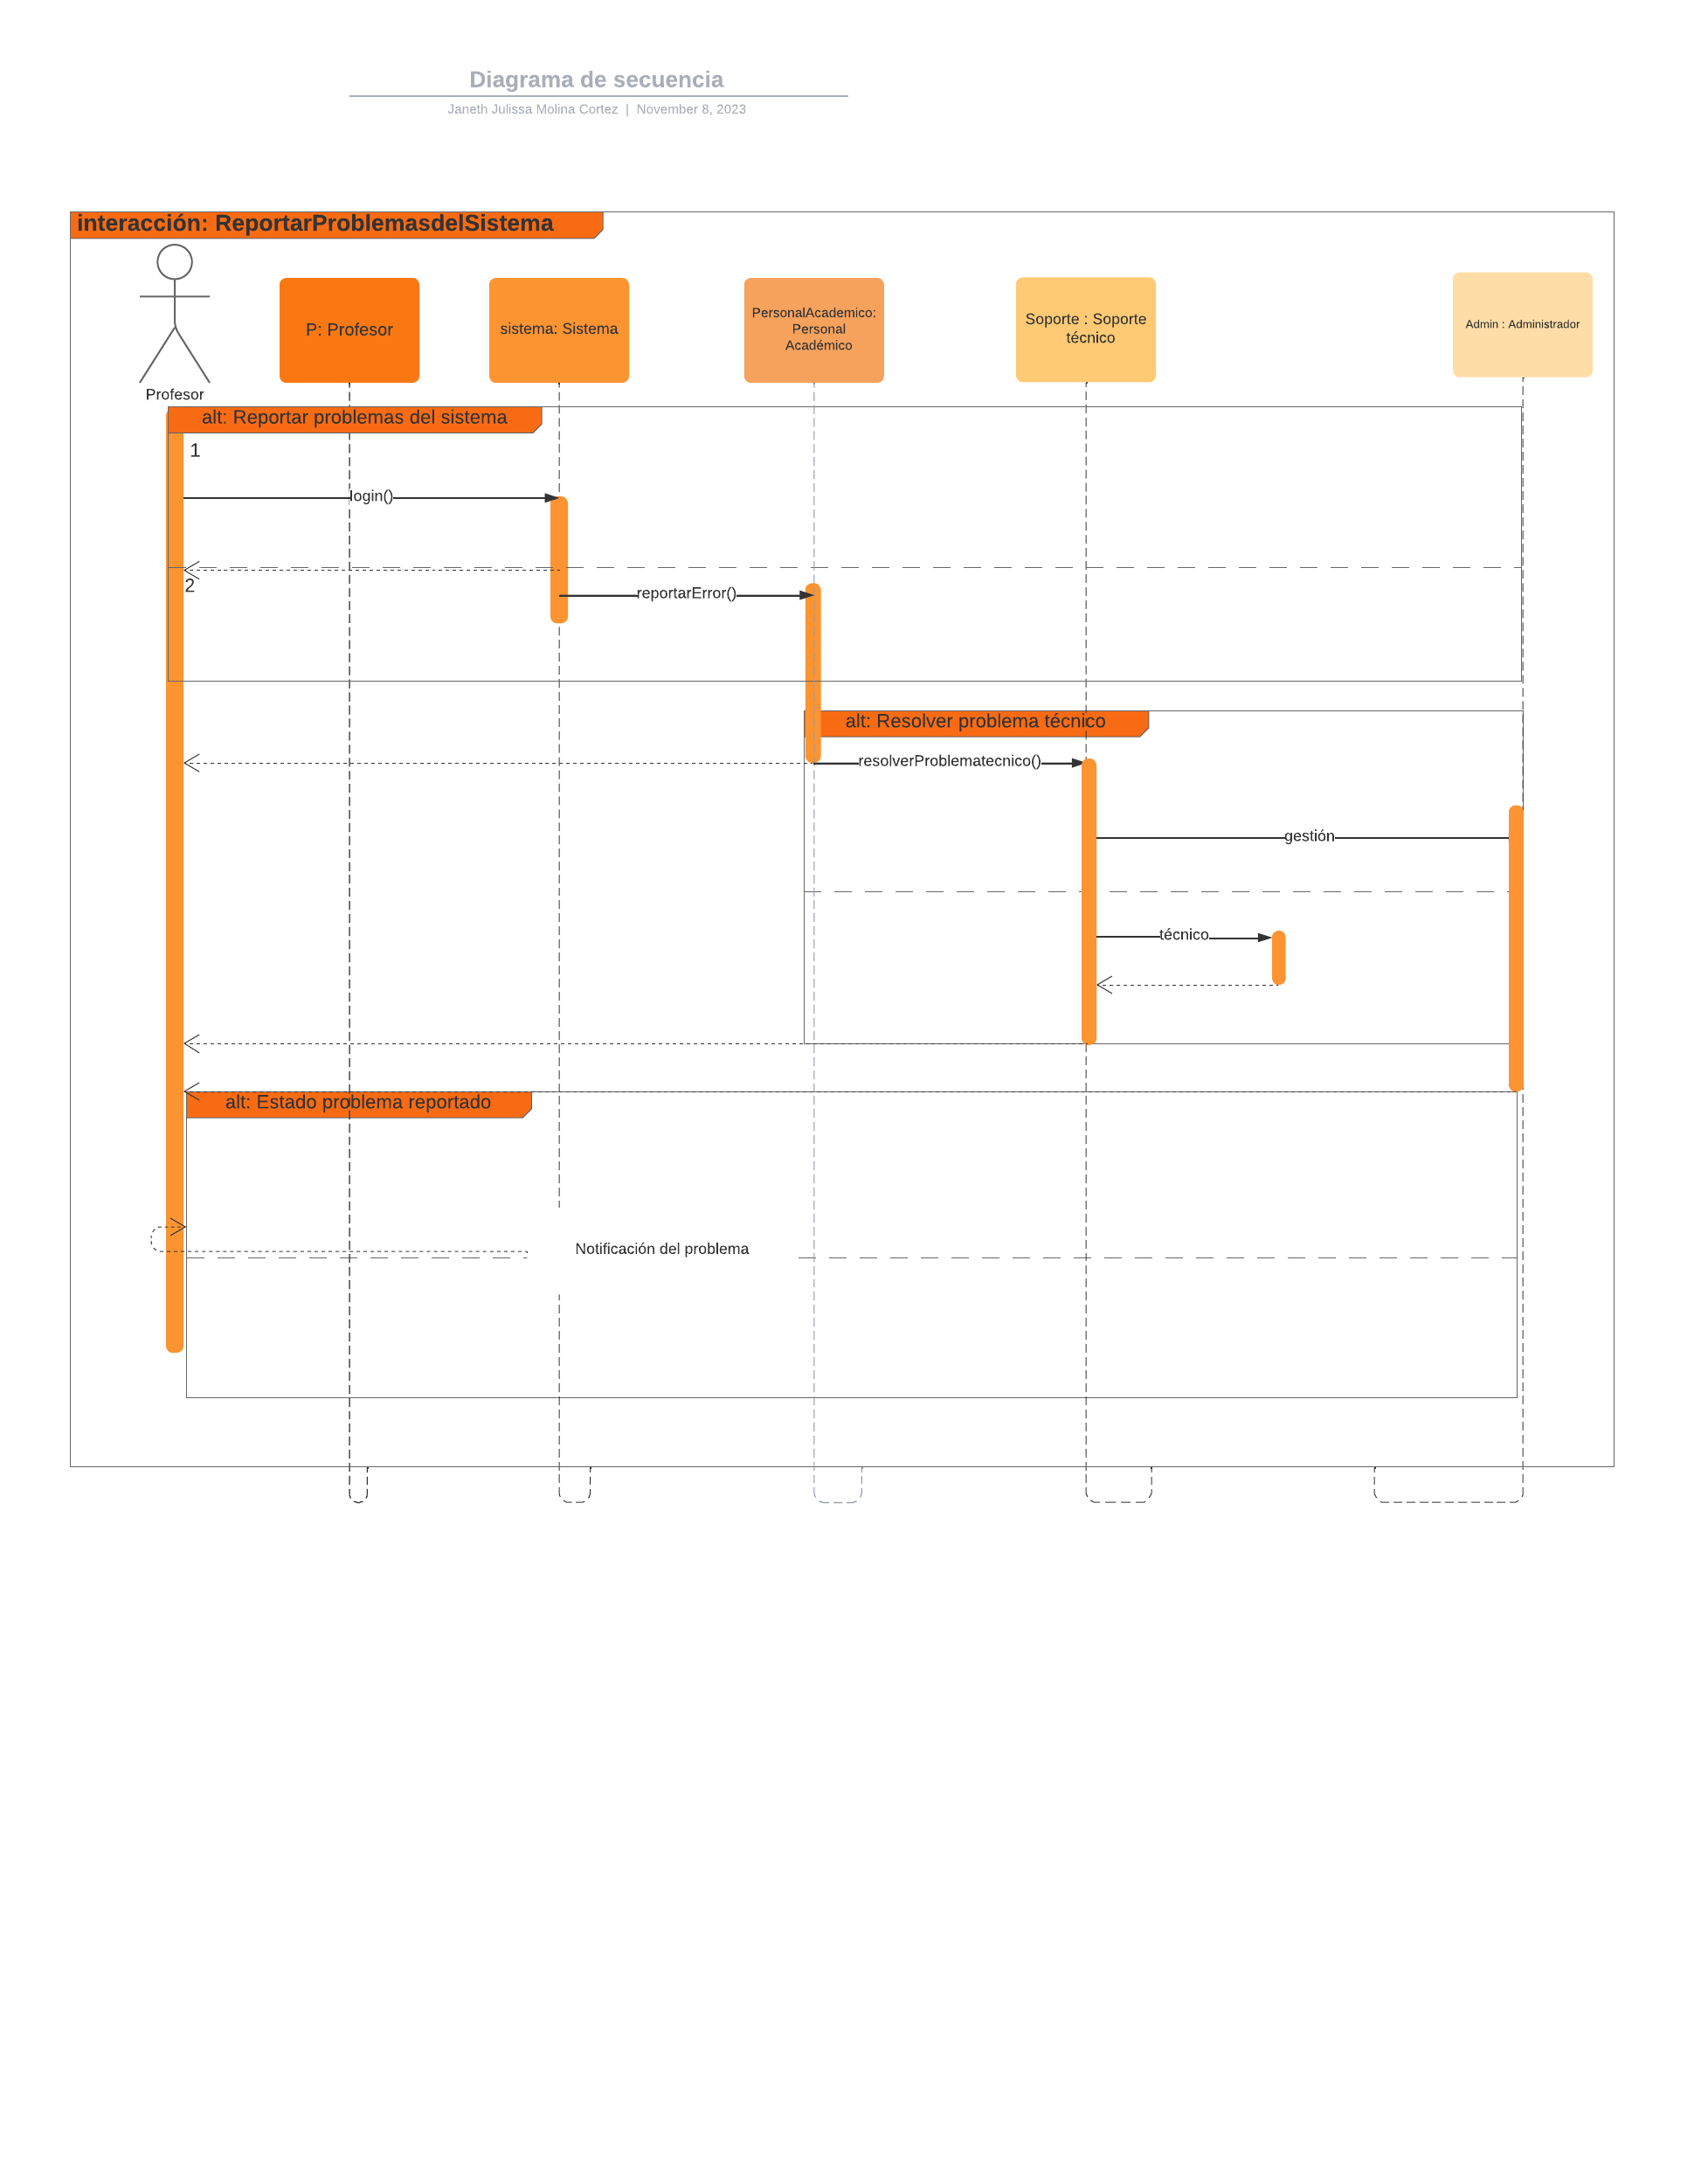 Diagrama de secuencia
Janeth Julissa Molina Cortez | November 8, 2023
interacción: ReportarProblemasdelSistema
Profesor
P: Profesor
sistema: Sistema
PersonalAcademico:
Personal
Académico
Soporte : Soporte
técnico
Admin : Administrador
alt: Reportar problemas del sistema
1
login()
2
reportarError()
alt: Resolver problema técnico
resolverProblematecnico()
gestión
técnico
alt: Estado problema reportado
Notificación del problema